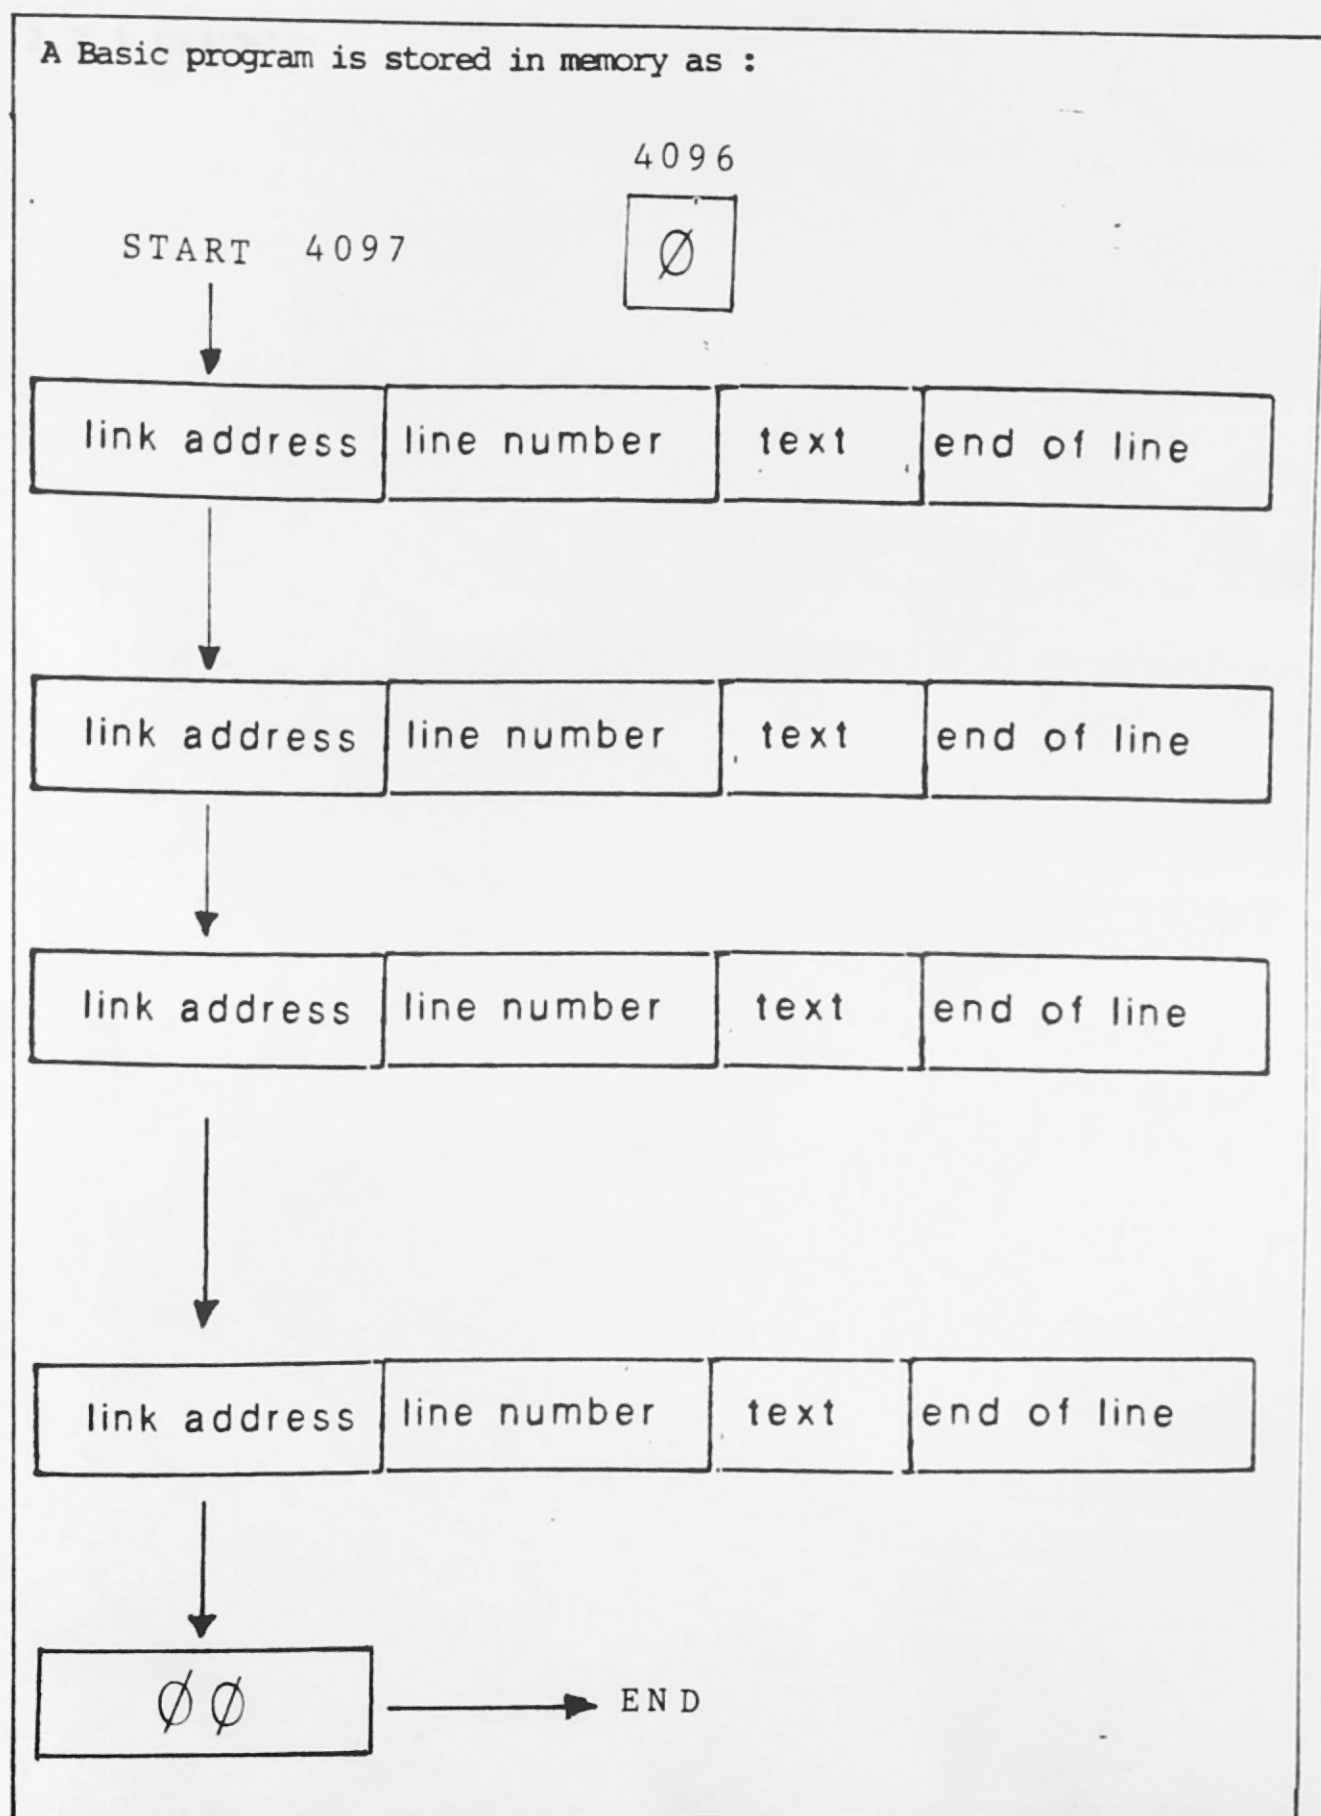 A Basic program is stored in memory as :
4096
Ø
START 4097
link address line number text end of line
link address line number text end of line
link address line number text end of line
link address line number text end of line
ØØ END